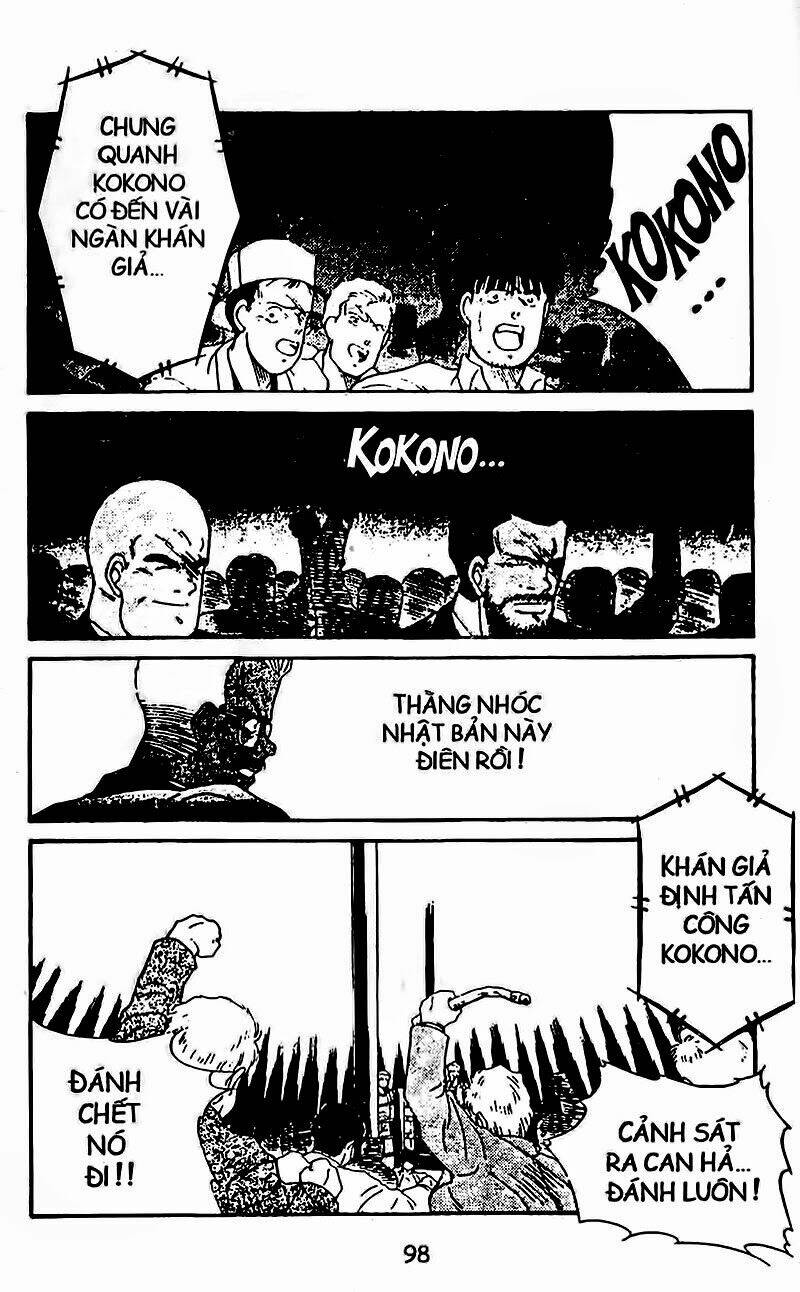 CHUNG
QUANH
KOKONO
CÓ ĐẾN VÀI
NGÀN KHÁN
GIẢ...
KOKONO...
KOKONO...
THẰNG NHÓC
NHẬT BẢN NÀY
ĐIÊN RỒI!
KHÁN GIẢ
ĐỊNH TẤN
CÔNG
KOKONO...
ĐÁNH
CHẾT
NÓ
ĐI!!
CẢNH SÁT
RA CAN HẢ...
ĐÁNH LUÔN!
98